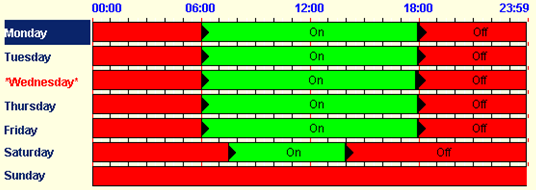 00:00 06:00 12:00 18:00 23:59
Monday On Off
Tuesday On Off
*Wednesday* On Off
Thursday On Off
Friday On Off
Saturday On Off
Sunday